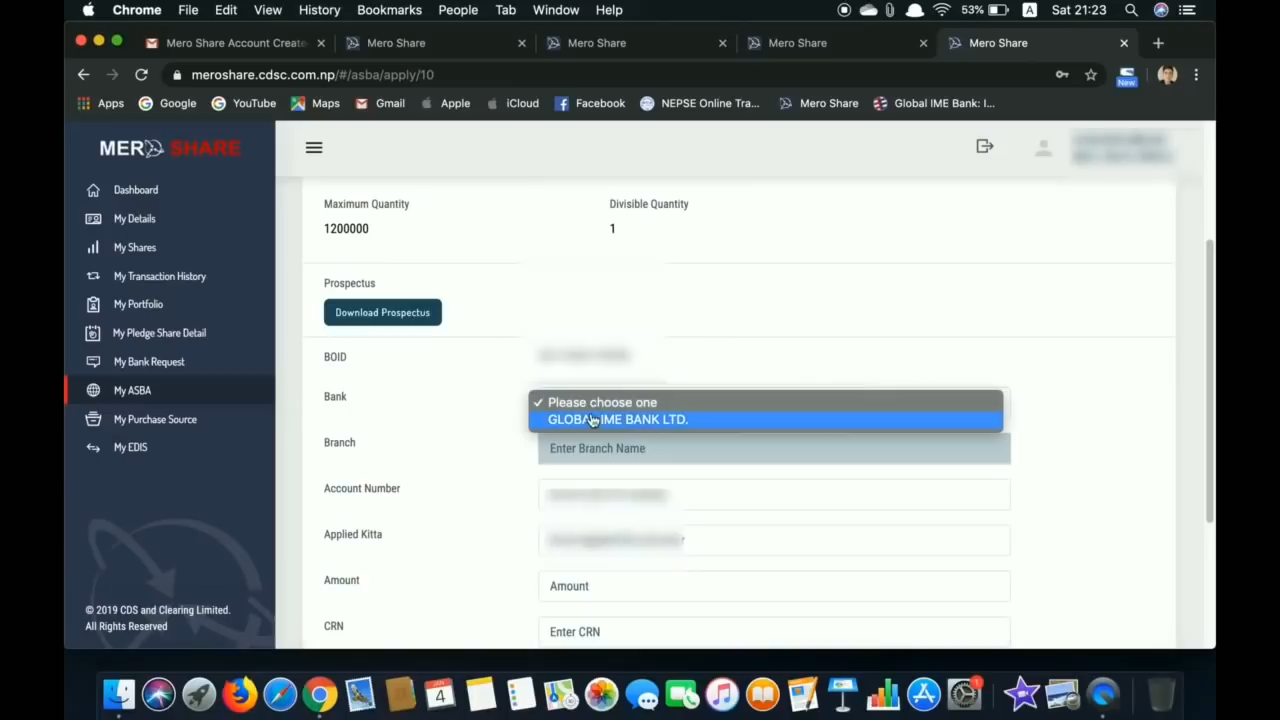 Chrome File Edit View History Bookmarks People Tab Window Help 53% A Sat 21:23
Mero Share Account Create Mero Share Mero Share Mero Share Mero Share
meroshare.cdsc.com.np/#/asba/apply/10 New
Apps Google YouTube Maps Gmail Apple iCloud Facebook NEPSE Online Tra... Mero Share Global IME Bank: I...
MERO SHARE
Dashboard
My Details
My Shares
My Transaction History
My Portfolio
My Pledge Share Detail
My Bank Request
My ASBA
My Purchase Source
My EDIS
© 2019 CDS and Clearing Limited.
All Rights Reserved
Maximum Quantity Divisible Quantity
1200000 1
Prospectus
Download Prospectus
BOID
Bank
✓ Please choose one
GLOBAL IME BANK LTD.
Branch Enter Branch Name
Account Number
Applied Kitta
Amount Amount
CRN Enter CRN
JAN
4
1